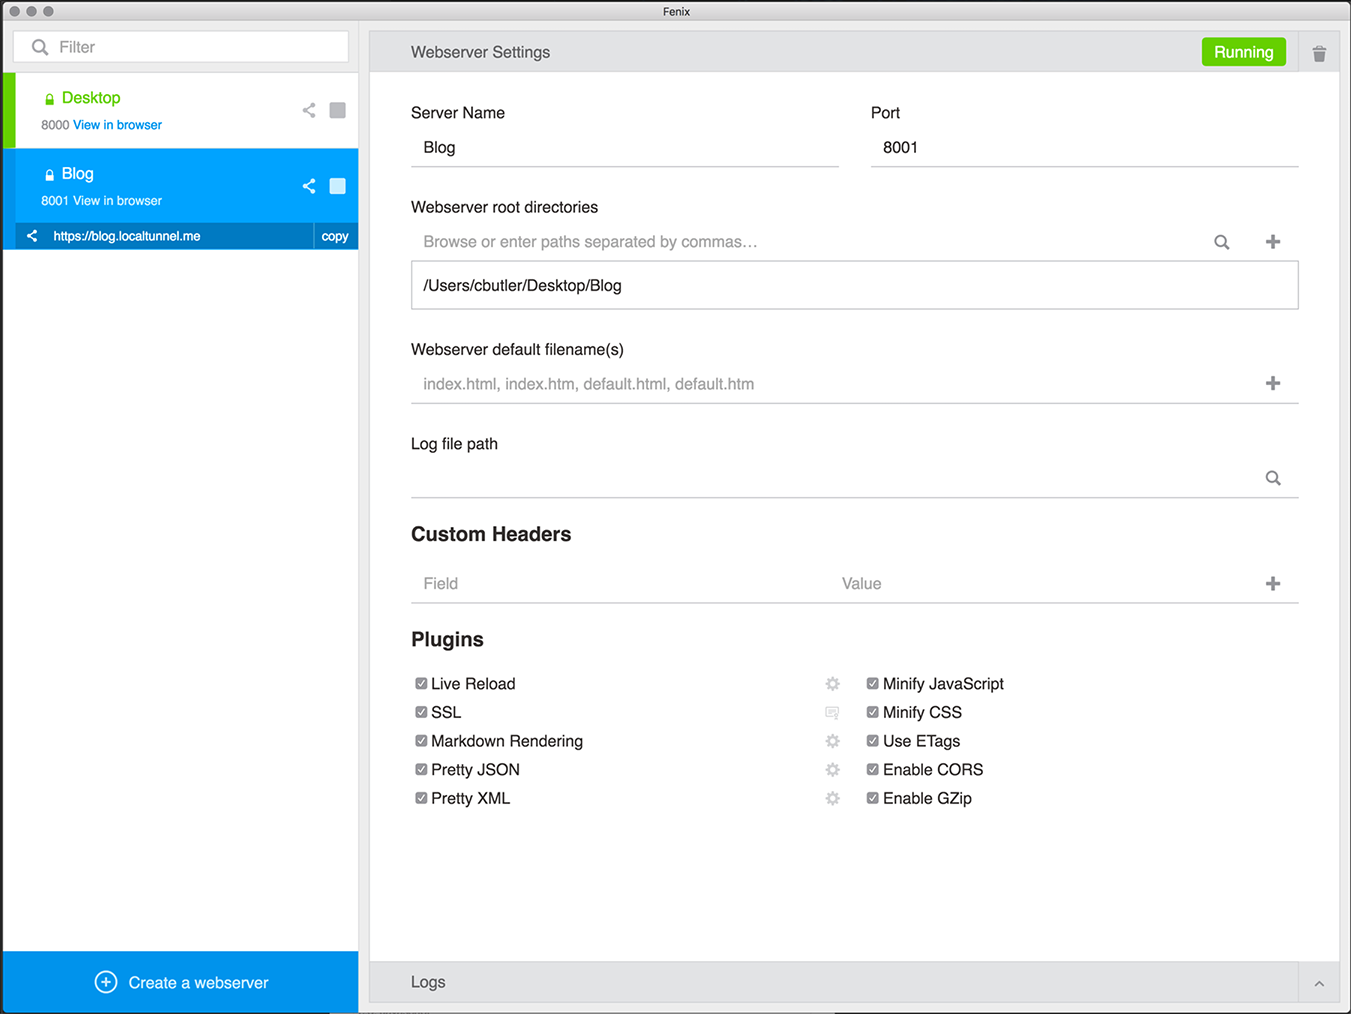 Fenix
Filter
Desktop
8000 View in browser
Blog
8001 View in browser
https://blog.localtunnel.me copy
Create a webserver
Webserver Settings Running
Server Name Port
Blog 8001
Webserver root directories
Browse or enter paths separated by commas...
/Users/cbutler/Desktop/Blog
Webserver default filename(s)
index.html, index.htm, default.html, default.htm
Log file path
Custom Headers
Field Value
Plugins
Live Reload Minify JavaScript
SSL Minify CSS
Markdown Rendering Use ETags
Pretty JSON Enable CORS
Pretty XML Enable GZip
Logs